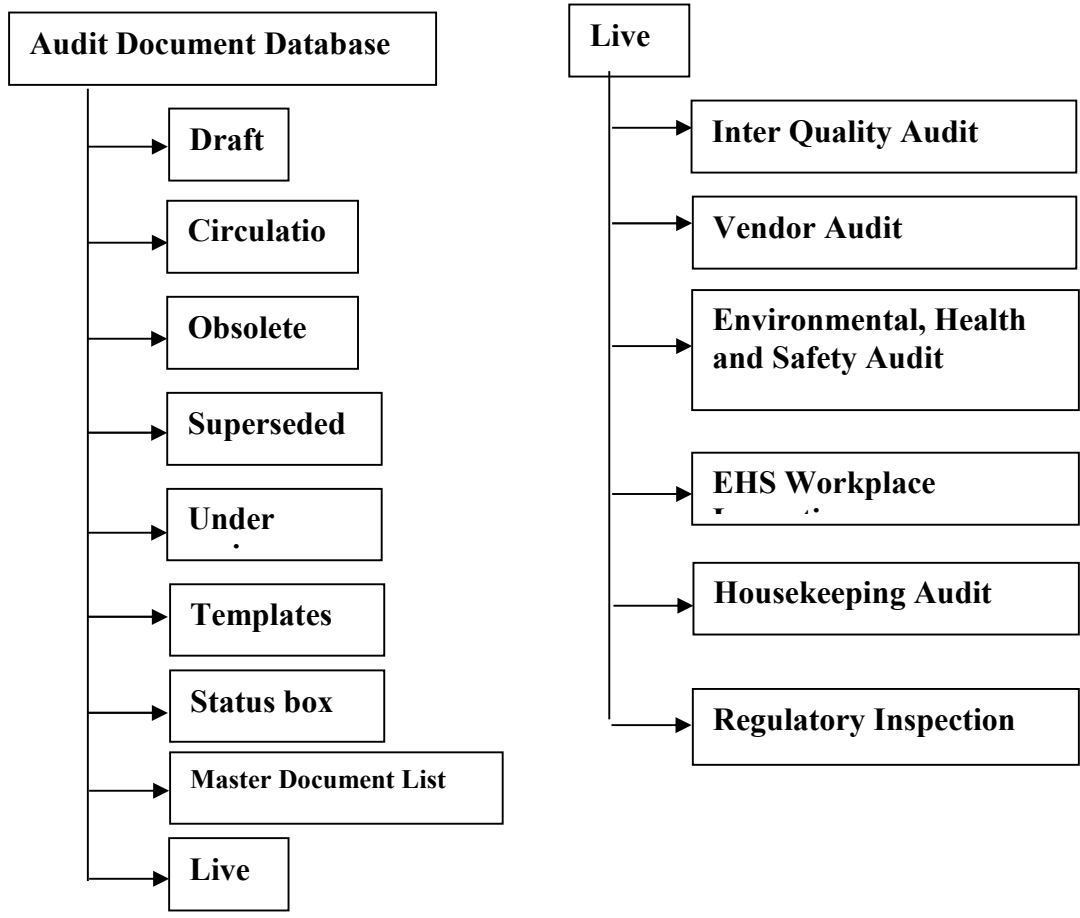 Audit Document Database
Draft
Circulatio
Obsolete
Superseded
Under
Templates
Status box
Master Document List
Live
Live
Inter Quality Audit
Vendor Audit
Environmental, Health
and Safety Audit
EHS Workplace
Housekeeping Audit
Regulatory Inspection